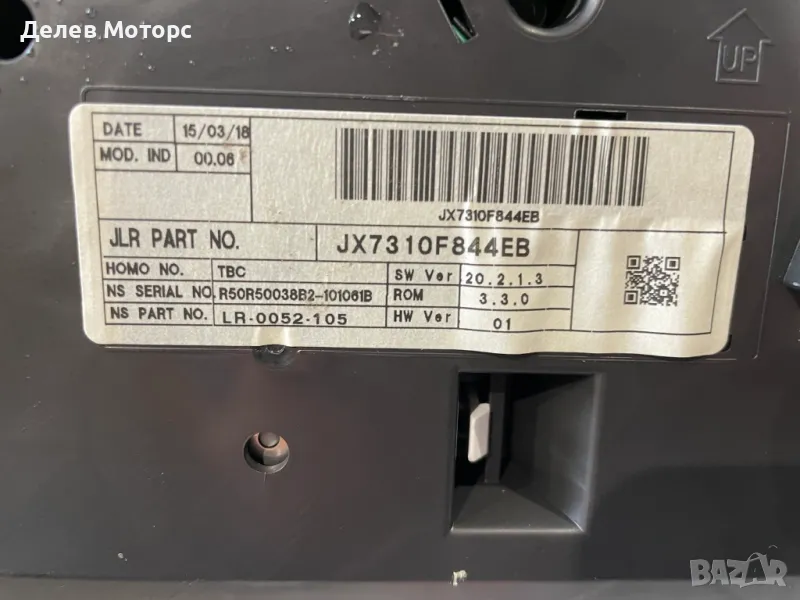 Делев Моторс
UP
DATE 15/03/18
MOD. IND 00.06
JX7310F844EB
JLR PART NO. JX7310F844EB
HOMO NO. TBC SW Ver 20.2.1.3
NS SERIAL NO. R50R50038B2-101061B ROM 3.3.0
NS PART NO. LR-0052-105 HW Ver 01
BAZAR